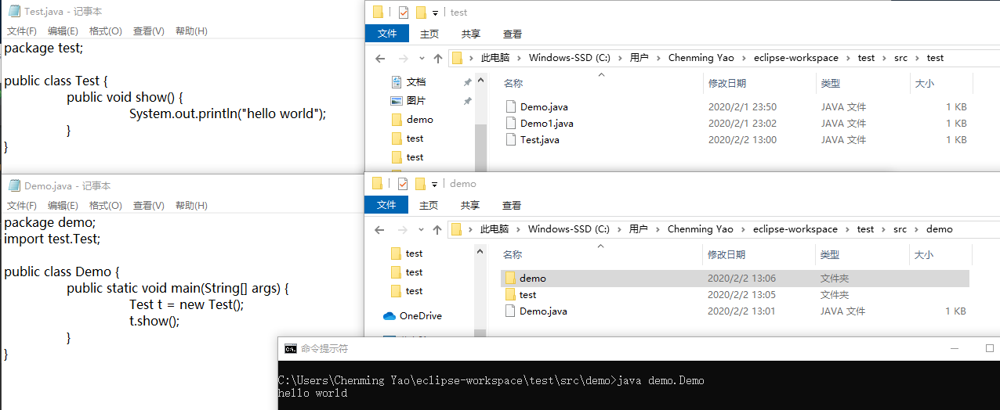 Test.java - 记事本
文件(F) 编辑(E) 格式(O) 查看(V) 帮助(H)
package test;
public class Test {
public void show() {
System.out.println("hello world");
}
}
test
文件 主页 共享 查看
此电脑 > Windows-SSD (C:) > 用户 > Chenming Yao > eclipse-workspace > test > src > test
文档
图片
demo
test
test
名称 修改日期 类型 大小
Demo.java 2020/2/1 23:50 JAVA 文件 1 KB
Demo1.java 2020/2/1 23:02 JAVA 文件 1 KB
Test.java 2020/2/2 13:00 JAVA 文件 1 KB
Demo.java - 记事本
文件(F) 编辑(E) 格式(O) 查看(V) 帮助(H)
package demo;
import test.Test;
public class Demo {
public static void main(String[] args) {
Test t = new Test();
t.show();
}
}
demo
文件 主页 共享 查看
此电脑 > Windows-SSD (C:) > 用户 > Chenming Yao > eclipse-workspace > test > src > demo
test
test
test
OneDrive
名称 修改日期 类型 大小
demo 2020/2/2 13:06 文件夹
test 2020/2/2 13:05 文件夹
Demo.java 2020/2/2 13:01 JAVA 文件 1 KB
命令提示符
C:\Users\Chenming Yao\eclipse-workspace\test\src\demo>java demo.Demo
hello world